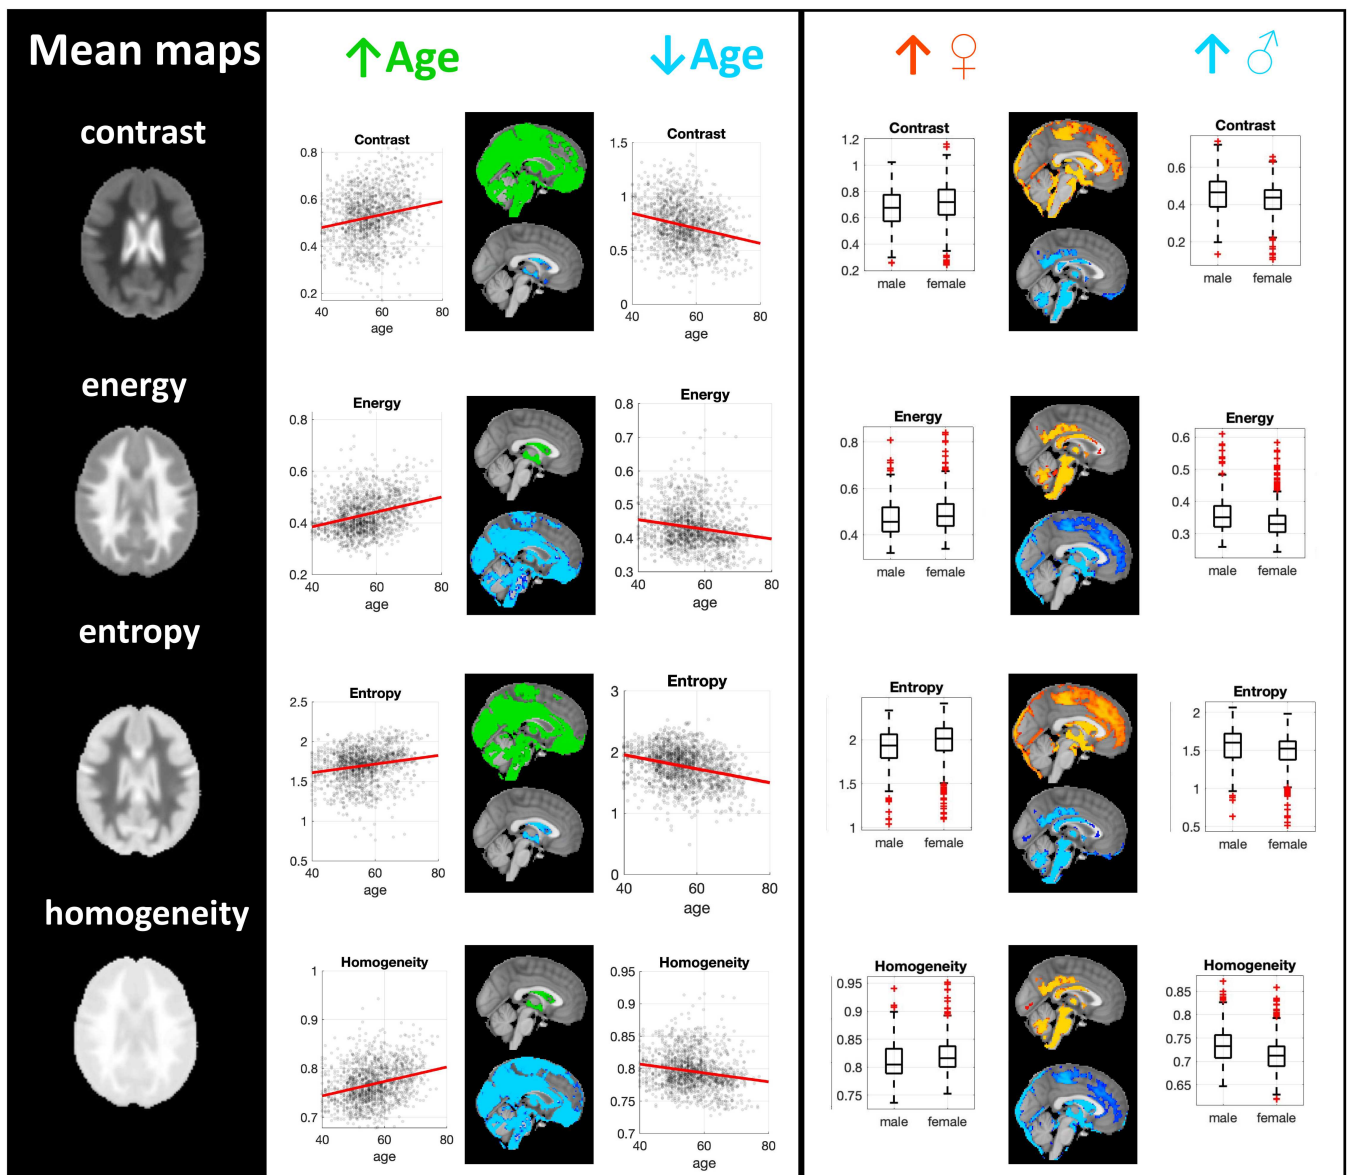 Mean maps
↑Age
↓Age
↑ ♀
↑ ♂
contrast
Contrast
0.8
0.6
0.4
0.2
40
60
80
age
Contrast
1.5
1
0.5
0
40
60
80
age
Contrast
1.2
1
0.8
0.6
0.4
0.2
male
female
Contrast
0.6
0.4
0.2
male
female
energy
Energy
0.8
0.6
0.4
0.2
40
60
80
age
Energy
0.8
0.7
0.6
0.5
0.4
0.3
40
60
80
age
Energy
0.8
0.6
0.4
male
female
Energy
0.6
0.5
0.4
0.3
male
female
entropy
Entropy
2.5
2
1.5
1
0.5
40
60
80
age
Entropy
3
2
1
0
40
60
80
age
Entropy
2
1.5
1
male
female
Entropy
2
1.5
1
0.5
male
female
homogeneity
Homogeneity
1
0.9
0.8
0.7
40
60
80
age
Homogeneity
0.95
0.9
0.85
0.8
0.75
0.7
40
60
80
age
Homogeneity
0.95
0.9
0.85
0.8
0.75
male
female
Homogeneity
0.85
0.8
0.75
0.7
0.65
male
female